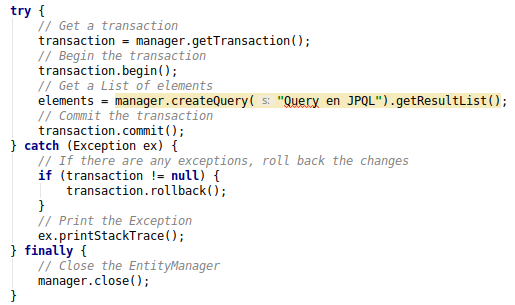 try {
    // Get a transaction
    transaction = manager.getTransaction();
    // Begin the transaction
    transaction.begin();
    // Get a List of elements
    elements = manager.createQuery( s: "Query en JPQL").getResultList();
    // Commit the transaction
    transaction.commit();
} catch (Exception ex) {
    // If there are any exceptions, roll back the changes
    if (transaction != null) {
        transaction.rollback();
    }
    // Print the Exception
    ex.printStackTrace();
} finally {
    // Close the EntityManager
    manager.close();
}